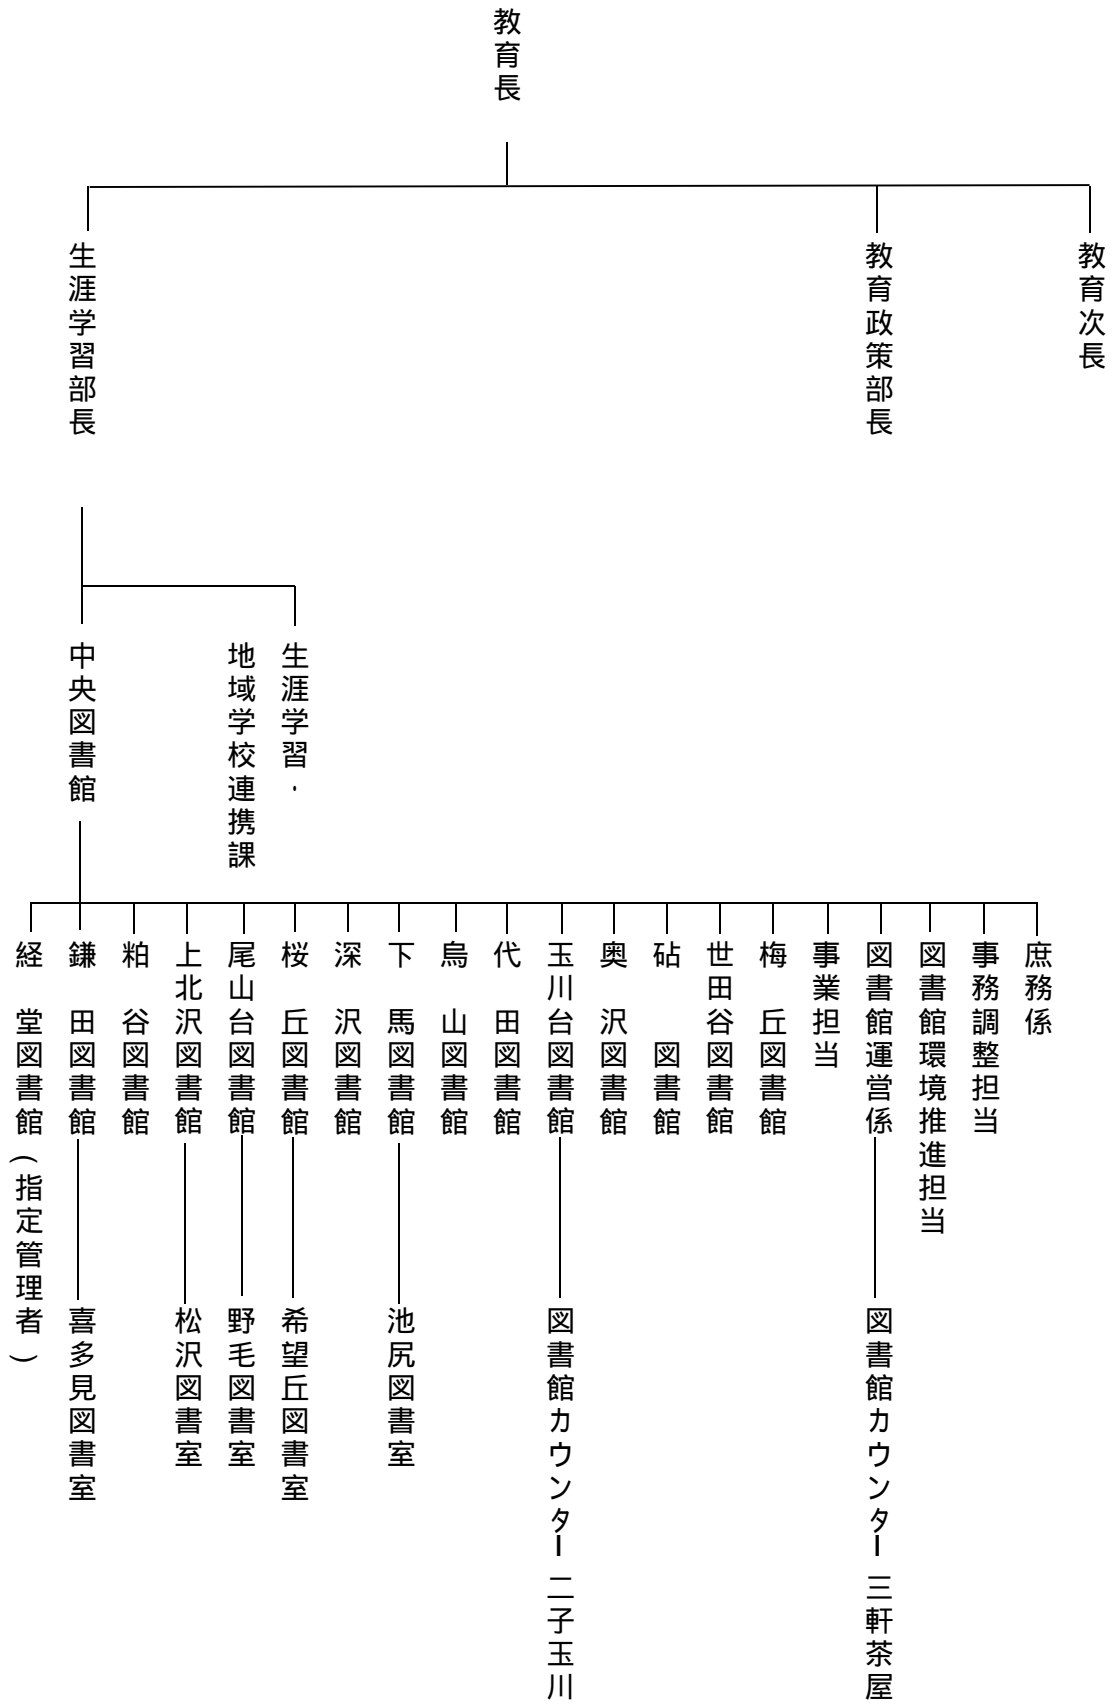 教育長
教育次長
教育政策部長
生涯学習部長
生涯学習・
地域学校連携課
中央図書館
庶務係
事務調整担当
図書館環境推進担当
図書館運営係
図書館カウンター三軒茶屋
事業担当
梅　丘図書館
世田谷図書館
砧　　図書館
奥　沢図書館
玉川台図書館
図書館カウンター二子玉川
代　田図書館
烏　山図書館
下　馬図書館
池尻図書室
深　沢図書館
桜　丘図書館
希望丘図書室
尾山台図書館
野毛図書室
上北沢図書館
松沢図書室
粕　谷図書館
鎌　田図書館
喜多見図書室
経　堂図書館（指定管理者）